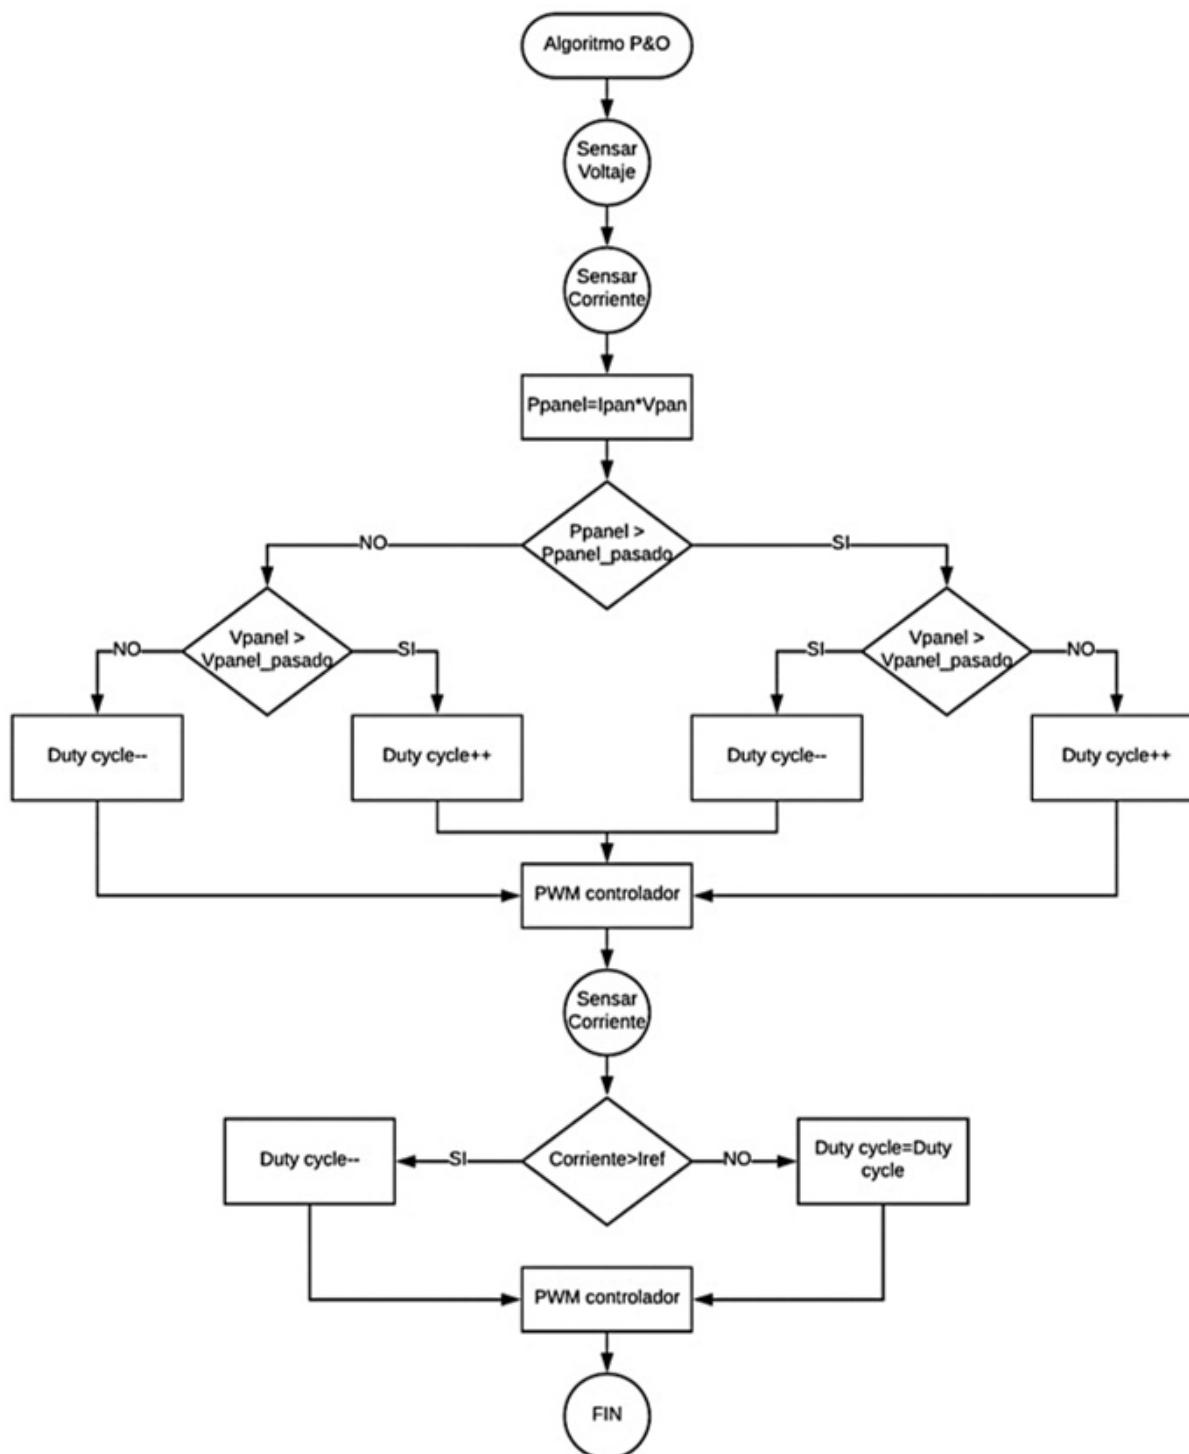 Algoritmo P&O
Sensar
Voltaje
Sensar
Corriente
Ppanel=Ipan*Vpan
Ppanel >
Ppanel_pasado
NO
SI
Vpanel >
Vpanel_pasado
NO
SI
Vpanel >
Vpanel_pasado
SI
NO
Duty cycle--
Duty cycle++
Duty cycle--
Duty cycle++
PWM controlador
Sensar
Corriente
Corriente>Iref
SI
NO
Duty cycle--
Duty cycle=Duty
cycle
PWM controlador
FIN